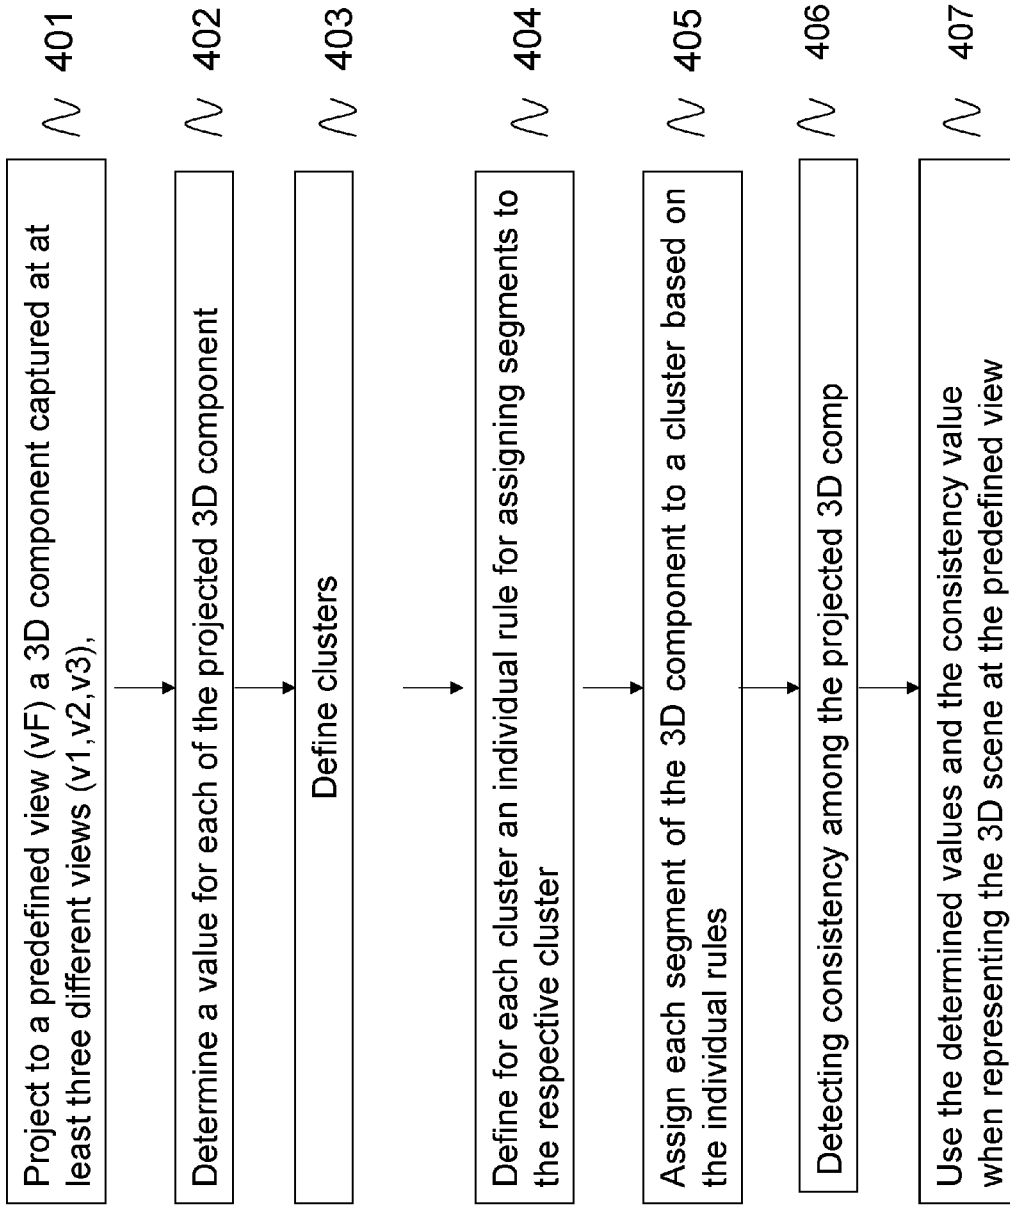 Project to a predefined view (vF) a 3D component captured at at
least three different views (v1,v2,v3),
401
Determine a value for each of the projected 3D component
402
Define clusters
403
Define for each cluster an individual rule for assigning segments to
the respective cluster
404
Assign each segment of the 3D component to a cluster based on
the individual rules
405
Detecting consistency among the projected 3D comp
406
Use the determined values and the consistency value
when representing the 3D scene at the predefined view
407